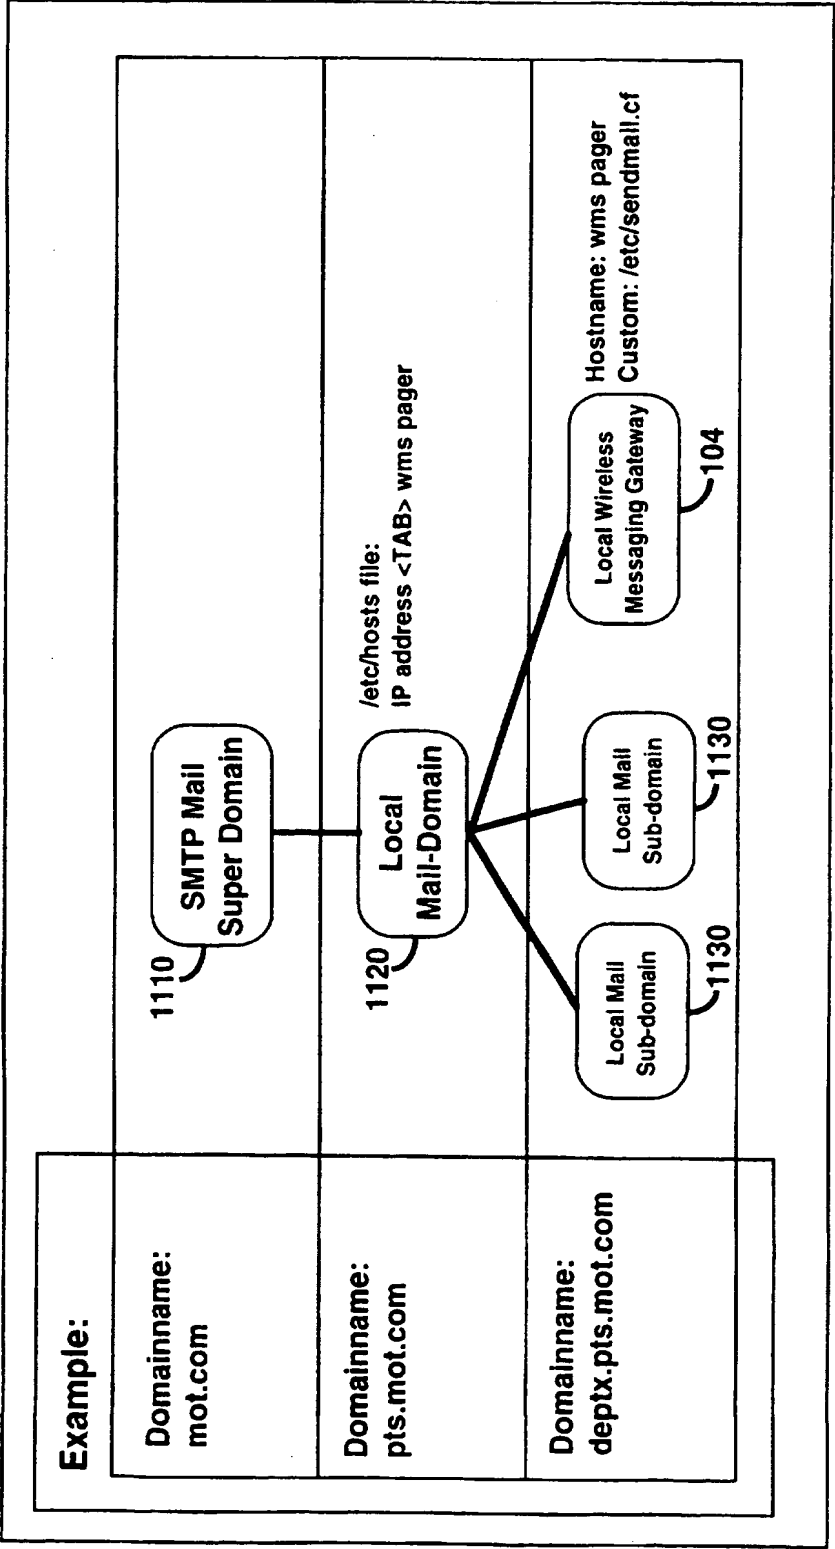 Example:
Domainname:
mot.com
1110
SMTP Mail
Super Domain
Domainname:
pts.mot.com
1120
Local
Mail-Domain
/etc/hosts file:
IP address <TAB> wms pager
Domainname:
deptx.pts.mot.com
Local Mail
Sub-domain
1130
Local Mail
Sub-domain
1130
Local Wireless
Messaging Gateway
104
Hostname: wms pager
Custom: /etc/sendmail.cf